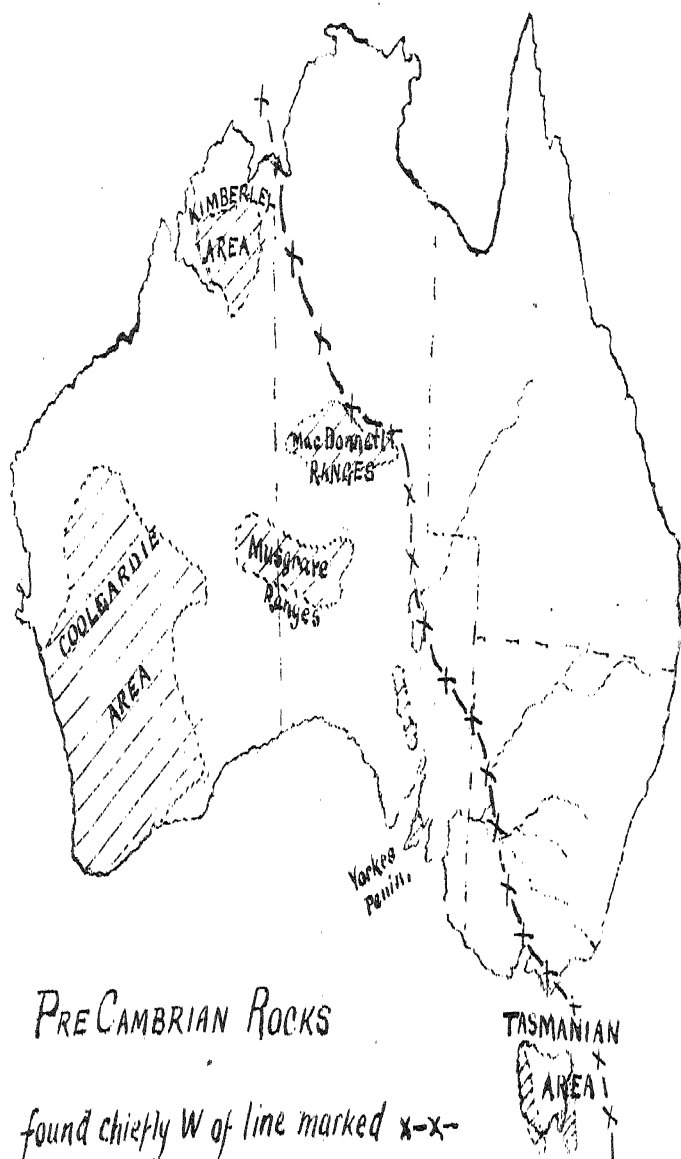 KIMBERLEY
AREA
MacDonnell
RANGES
Musgrave
Ranges
COOLGARDIE
AREA
Yorkes
Penin.
PRE CAMBRIAN ROCKS
TASMANIAN
AREA
found chiefly W of line marked x-x-